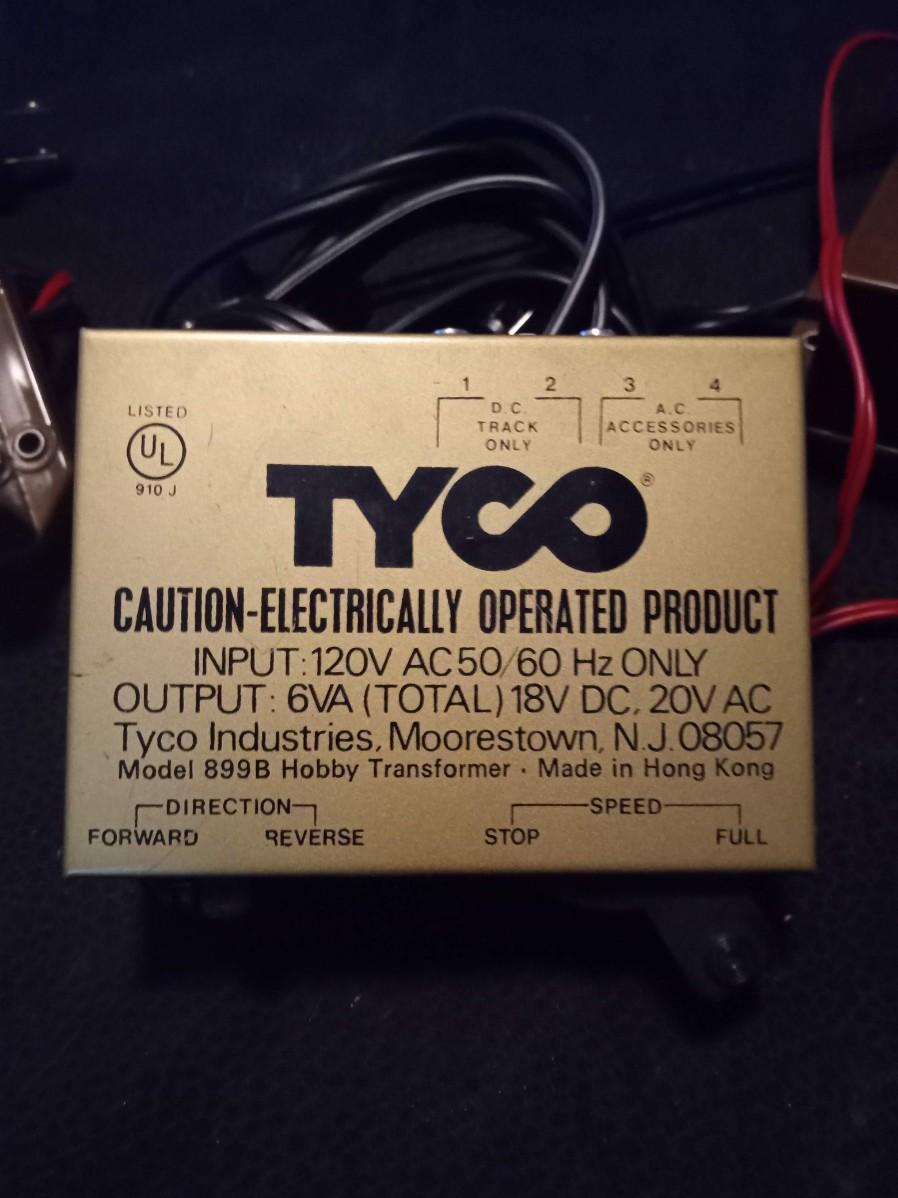 1 2 3 4
LISTED
UL
910 J
D.C.
TRACK
ONLY
A.C.
ACCESSORIES
ONLY
TYCO®
CAUTION-ELECTRICALLY OPERATED PRODUCT
INPUT: 120V AC 50/60 Hz ONLY
OUTPUT: 6VA (TOTAL) 18V DC, 20V AC
Tyco Industries, Moorestown, N.J. 08057
Model 899B Hobby Transformer · Made in Hong Kong
DIRECTION
FORWARD REVERSE
SPEED
STOP FULL